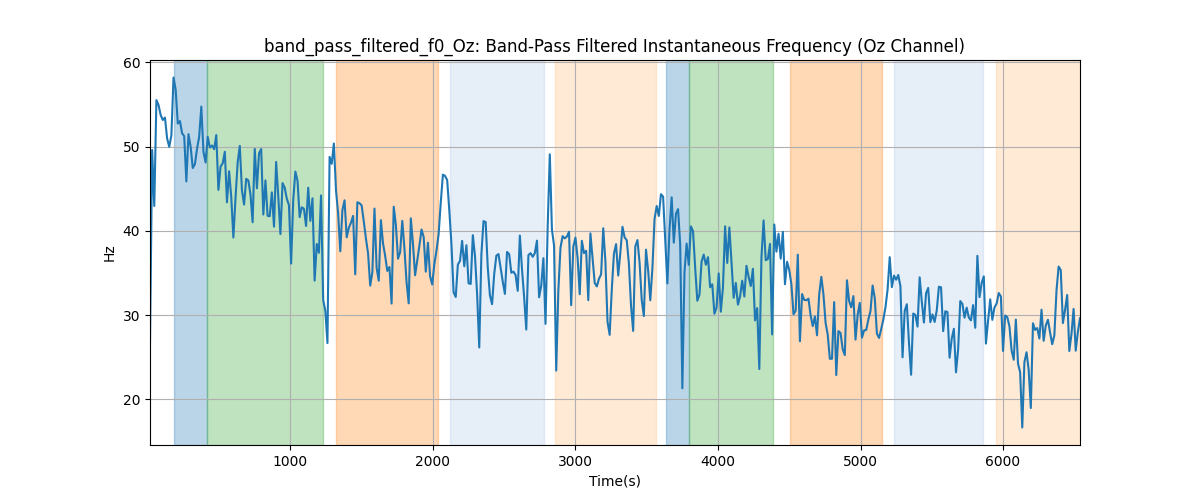 band_pass_filtered_f0_Oz: Band-Pass Filtered Instantaneous Frequency (Oz Channel)
60
50
40
30
20
Hz
1000 2000 3000 4000 5000 6000
Time(s)